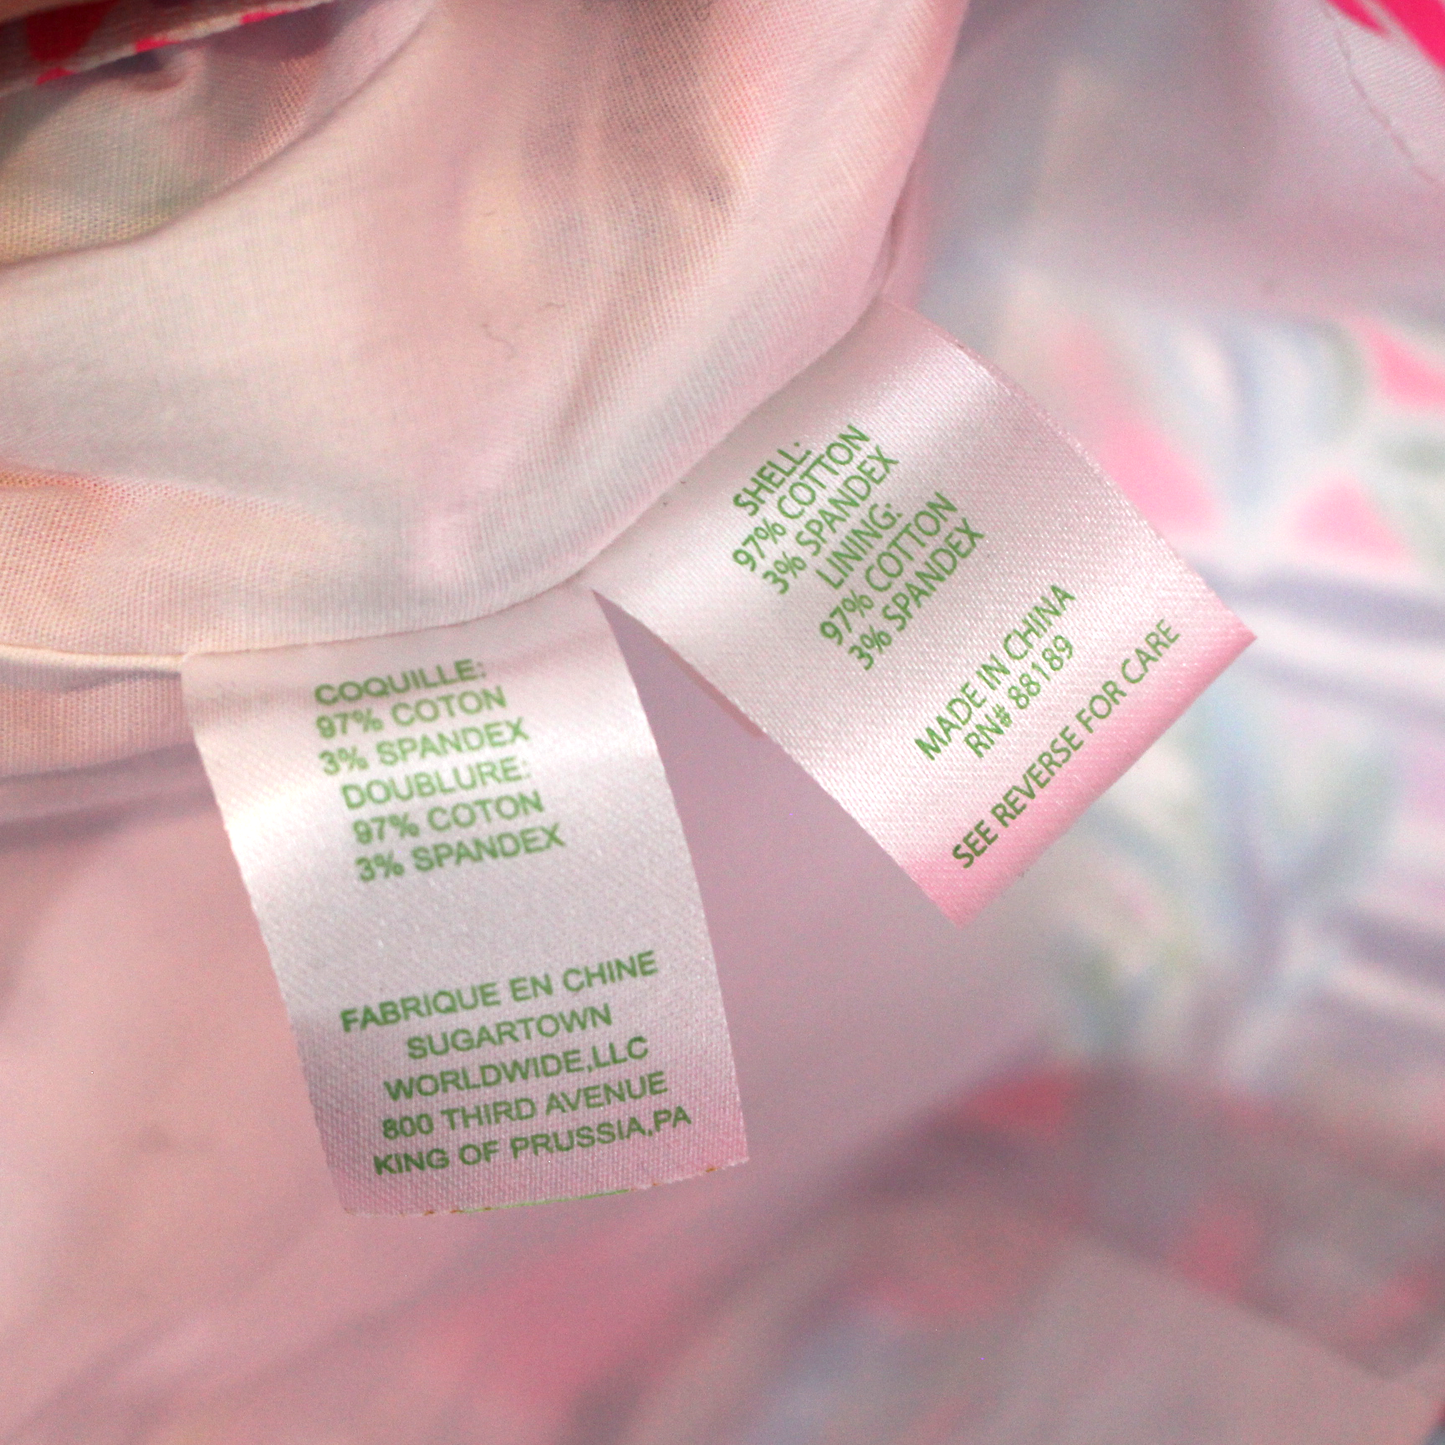 COQUILLE:
97% COTON
3% SPANDEX
DOUBLURE:
97% COTON
3% SPANDEX
FABRIQUE EN CHINE
SUGARTOWN
WORLDWIDE,LLC
800 THIRD AVENUE
KING OF PRUSSIA,PA
SHELL:
97% COTTON
3% SPANDEX
LINING:
97% COTTON
3% SPANDEX
MADE IN CHINA
RN# 88189
SEE REVERSE FOR CARE